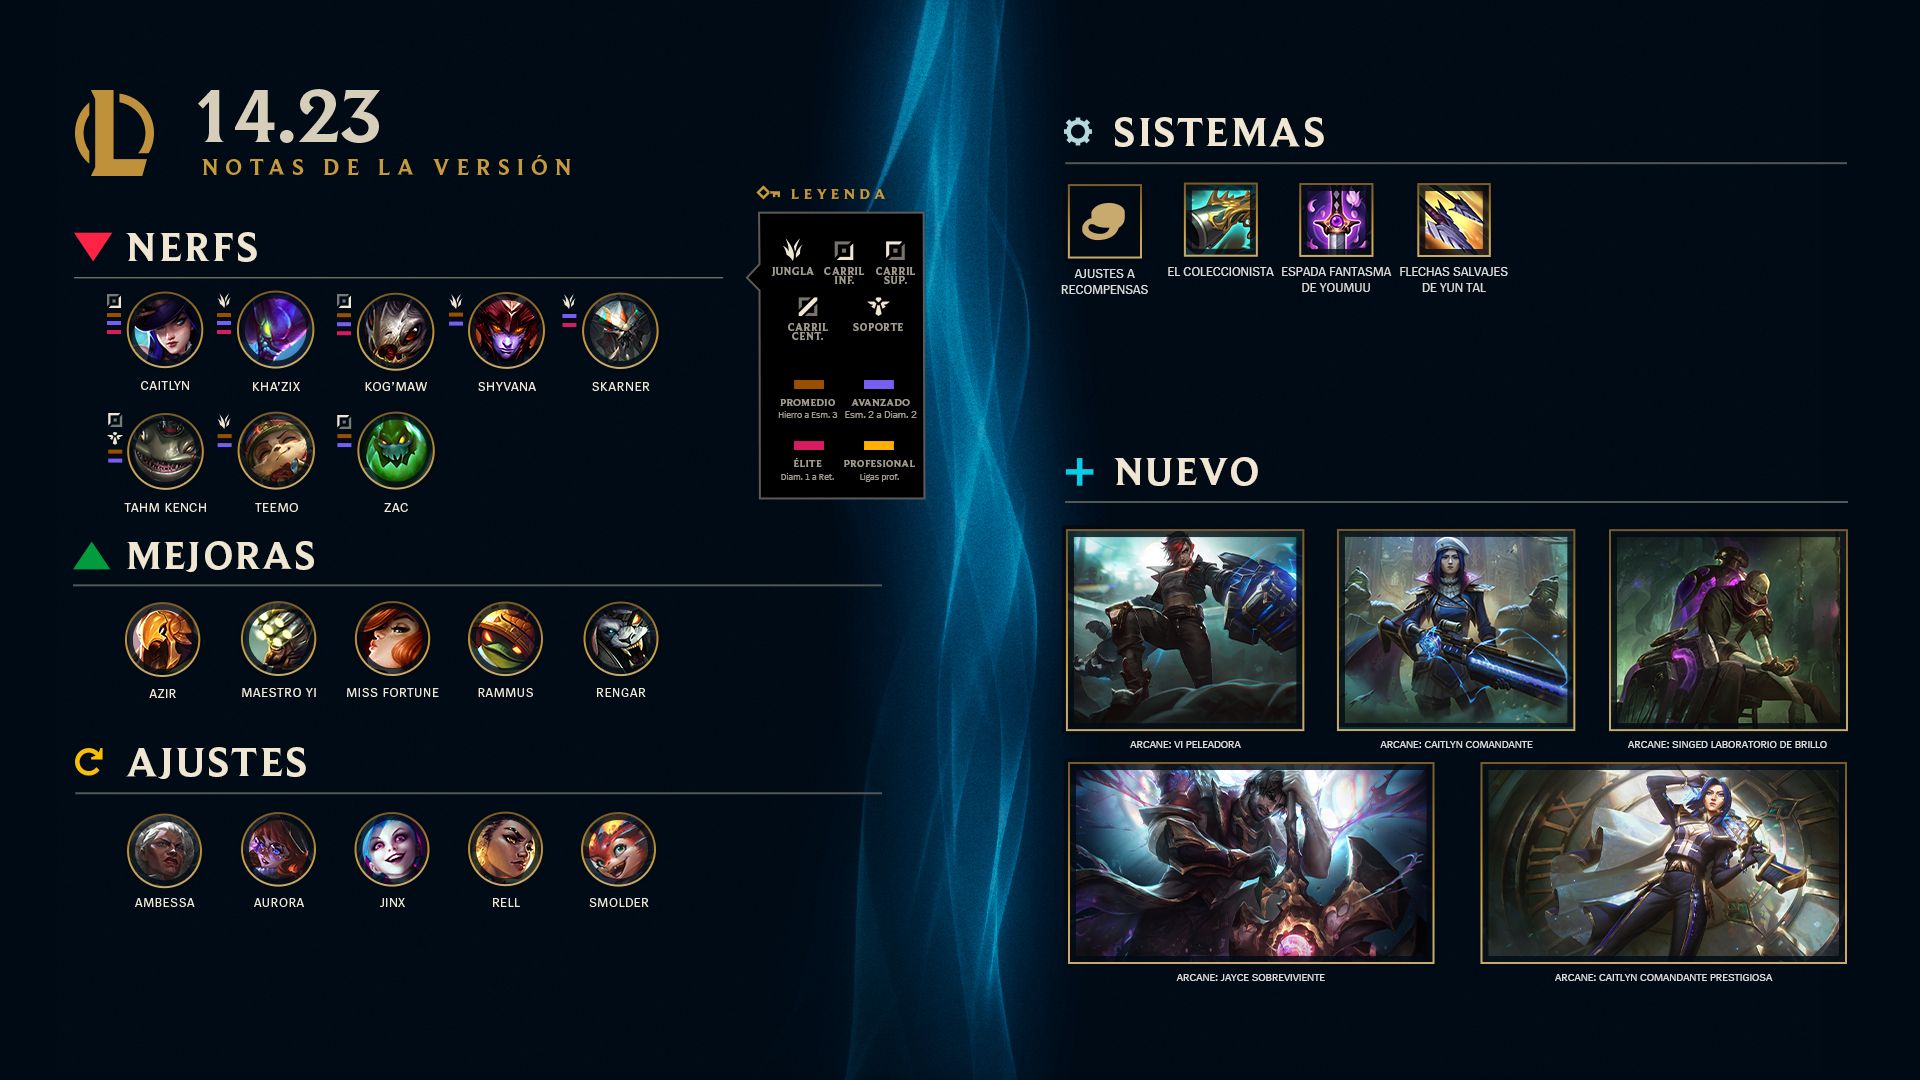 14.23
NOTAS DE LA VERSIÓN
NERFS
CAITLYN
KHA'ZIX
KOG'MAW
SHYVANA
SKARNER
TAHM KENCH
TEEMO
ZAC
MEJORAS
AZIR
MAESTRO YI
MISS FORTUNE
RAMMUS
RENGAR
AJUSTES
AMBESSA
AURORA
JINX
RELL
SMOLDER
LEYENDA
JUNGLA
CARRIL
INF.
CARRIL
SUP.
CARRIL
CENT.
SOPORTE
PROMEDIO
Hierro a Esm. 3
AVANZADO
Esm. 2 a Diam. 2
ÉLITE
Diam. 1 a Ret.
PROFESIONAL
Ligas prof.
SISTEMAS
AJUSTES A
RECOMPENSAS
EL COLECCIONISTA
ESPADA FANTASMA
DE YOUMUU
FLECHAS SALVAJES
DE YUN TAL
NUEVO
ARCANE: VI PELEADORA
ARCANE: CAITLYN COMANDANTE
ARCANE: SINGED LABORATORIO DE BRILLO
ARCANE: JAYCE SOBREVIVIENTE
ARCANE: CAITLYN COMANDANTE PRESTIGIOSA